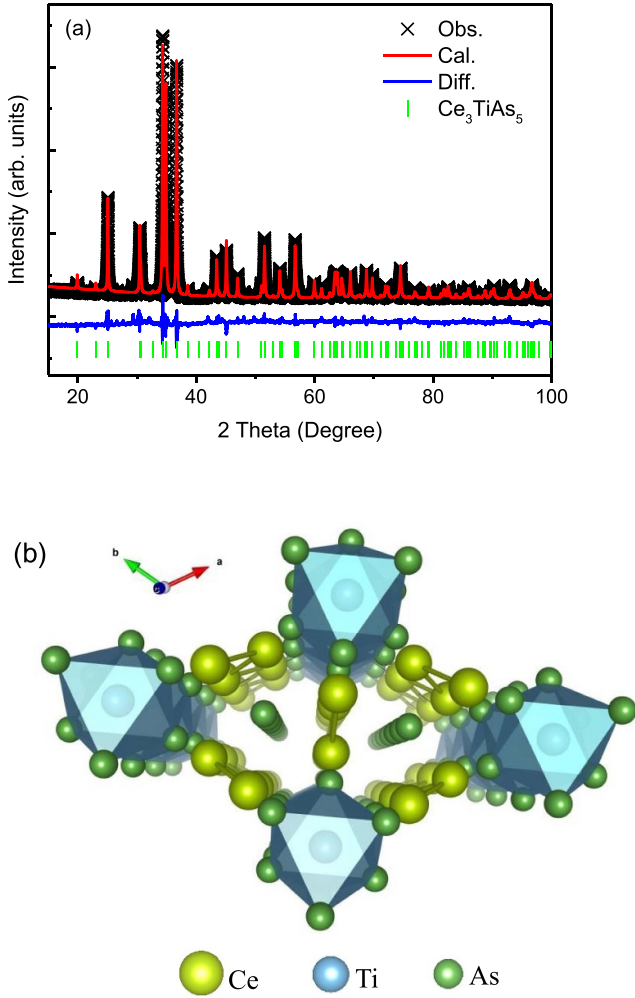 (a)
Obs.
Cal.
Diff.
Ce₃TiAs₅
Intensity (arb. units)
20 40 60 80 100
2 Theta (Degree)
(b)
b
a
Ce Ti As